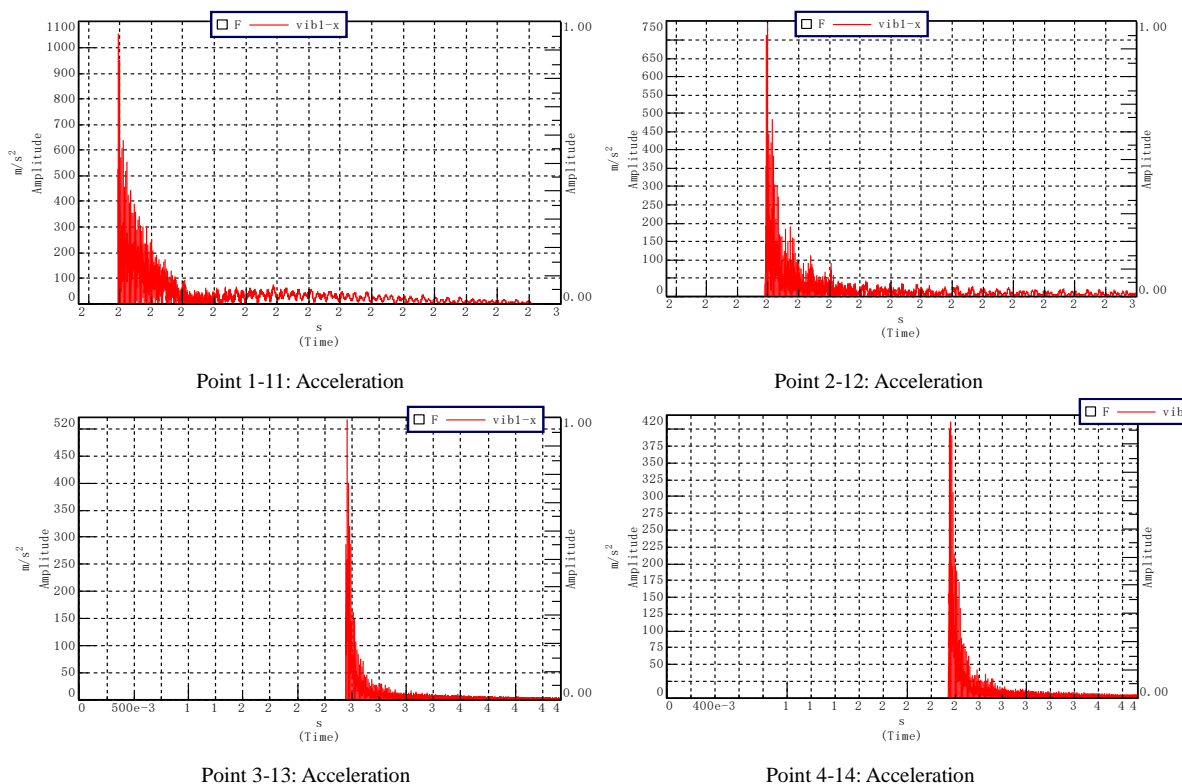 F vib1-x
1100
1000
900
800
700
600
500
400
300
200
100
0
m/s²
Amplitude
1.00
0.00
Amplitude
2 2 2 2 2 2 2 2 2 2 2 2 2 2 2 3
s
(Time)
Point 1-11: Acceleration
F vib1-x
750
650
600
550
500
450
400
350
300
250
200
150
100
50
0
m/s²
Amplitude
1.00
0.00
Amplitude
2 2 2 2 2 2 2 2 2 2 2 2 2 2 2 3
s
(Time)
Point 2-12: Acceleration
F vib1-x
520
450
400
350
300
250
200
150
100
50
0
m/s²
Amplitude
1.00
0.00
Amplitude
0 500e-3 1 1 2 2 2 2 3 3 3 3 4 4 4 4
s
(Time)
Point 3-13: Acceleration
F vib
420
375
350
325
300
275
250
225
200
175
150
125
100
75
50
0
m/s²
Amplitude
1.00
0.00
Amplitude
0 400e-3 1 1 1 2 2 2 2 3 3 3 3 4 4
s
(Time)
Point 4-14: Acceleration